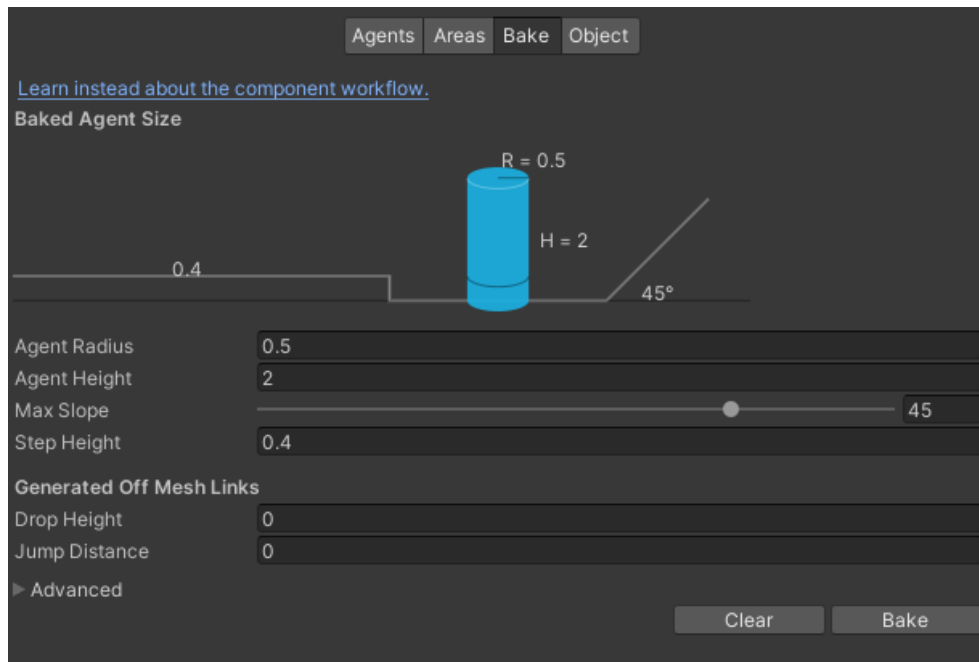 Agents Areas Bake Object
Learn instead about the component workflow.
Baked Agent Size
R = 0.5
H = 2
0.4
45°
Agent Radius 0.5
Agent Height 2
Max Slope 45
Step Height 0.4
Generated Off Mesh Links
Drop Height 0
Jump Distance 0
Advanced
Clear Bake